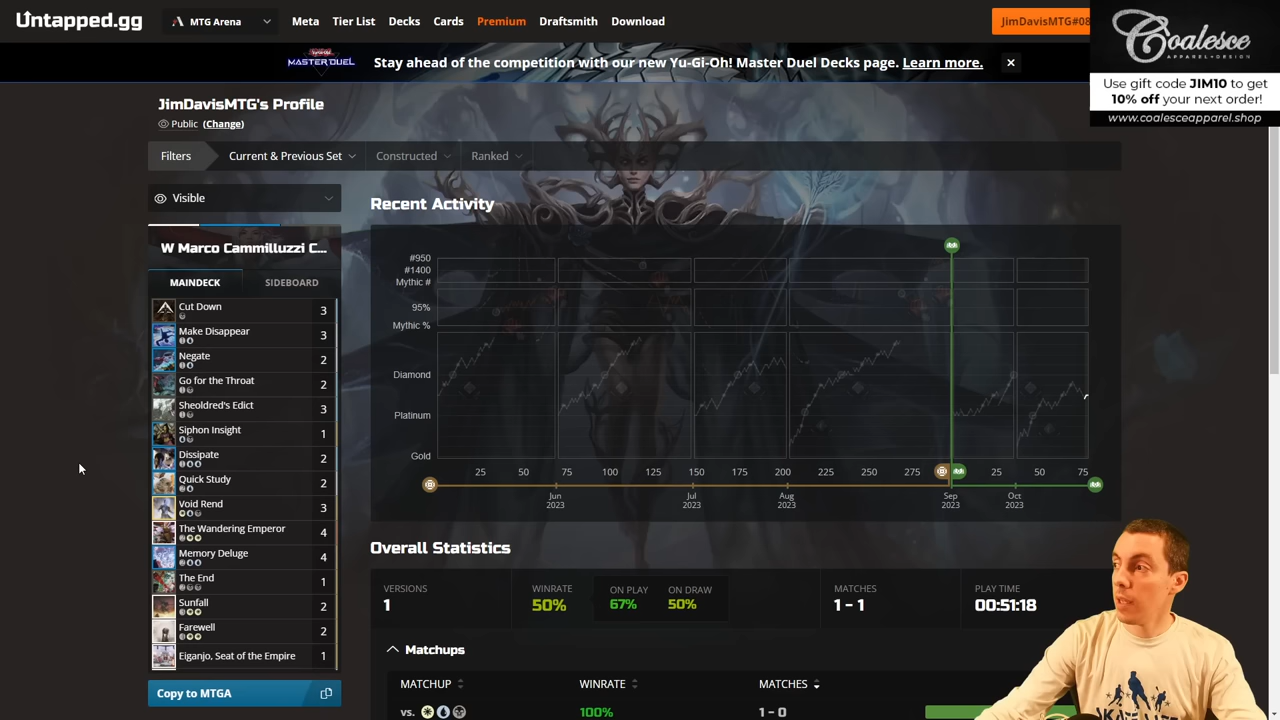 Untapped.gg
MTG Arena
Meta
Tier List
Decks
Cards
Premium
Draftsmith
Download
JimDavisMTG#08
Coalesce
APPAREL+DESIGN
Use gift code JIM10 to get
10% off your next order!
www.coalesceapparel.shop
Yu-Gi-Oh!
MASTER DUEL
Stay ahead of the competition with our new Yu-Gi-Oh! Master Duel Decks page. Learn more.
JimDavisMTG's Profile
Public (Change)
Filters
Current & Previous Set
Constructed
Ranked
Visible
W Marco Cammilluzzi C...
MAINDECK
SIDEBOARD
Cut Down 3
Make Disappear 3
Negate 2
Go for the Throat 2
Sheoldred's Edict 3
Siphon Insight 1
Dissipate 2
Quick Study 2
Void Rend 3
The Wandering Emperor 4
Memory Deluge 4
The End 1
Sunfall 2
Farewell 2
Eiganjo, Seat of the Empire 1
Copy to MTGA
Recent Activity
#950
#1400
Mythic #
95%
Mythic %
Diamond
Platinum
Gold
25 50 75 100 125 150 175 200 225 250 275 25 50 75
Jun 2023
Jul 2023
Aug 2023
Sep 2023
Oct 2023
Overall Statistics
VERSIONS
1
WINRATE
50%
ON PLAY
67%
ON DRAW
50%
MATCHES
1 - 1
PLAY TIME
00:51:18
Matchups
MATCHUP
WINRATE
MATCHES
vs.
100%
1 - 0